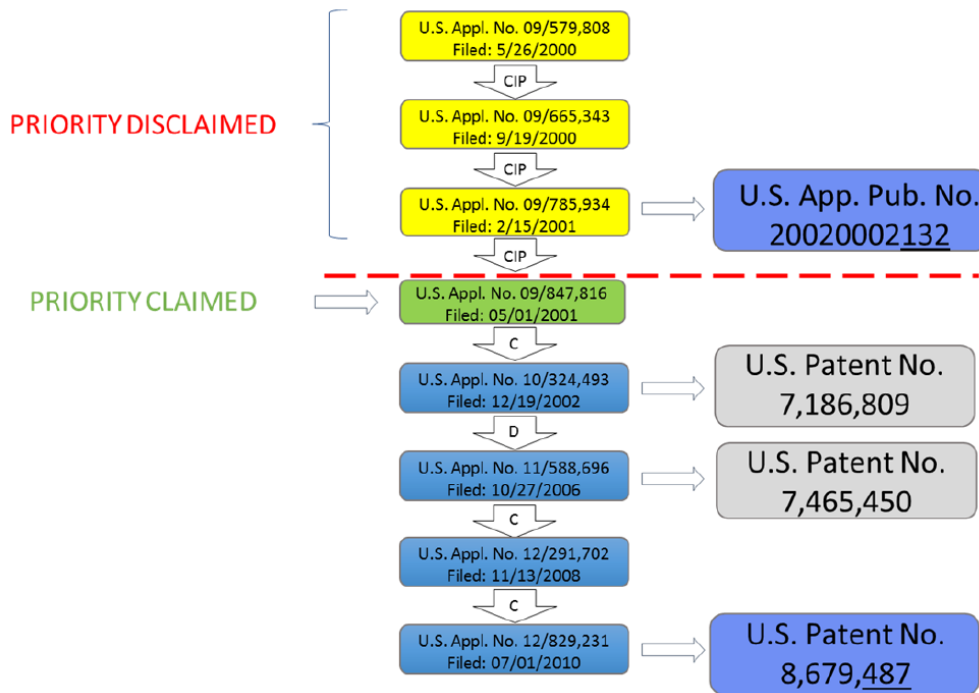 U.S. Appl. No. 09/579,808
Filed: 5/26/2000
CIP
PRIORITY DISCLAIMED
U.S. Appl. No. 09/665,343
Filed: 9/19/2000
CIP
U.S. Appl. No. 09/785,934
Filed: 2/15/2001
U.S. App. Pub. No.
20020002132
CIP
PRIORITY CLAIMED
U.S. Appl. No. 09/847,816
Filed: 05/01/2001
C
U.S. Appl. No. 10/324,493
Filed: 12/19/2002
U.S. Patent No.
7,186,809
D
U.S. Appl. No. 11/588,696
Filed: 10/27/2006
U.S. Patent No.
7,465,450
C
U.S. Appl. No. 12/291,702
Filed: 11/13/2008
C
U.S. Appl. No. 12/829,231
Filed: 07/01/2010
U.S. Patent No.
8,679,487